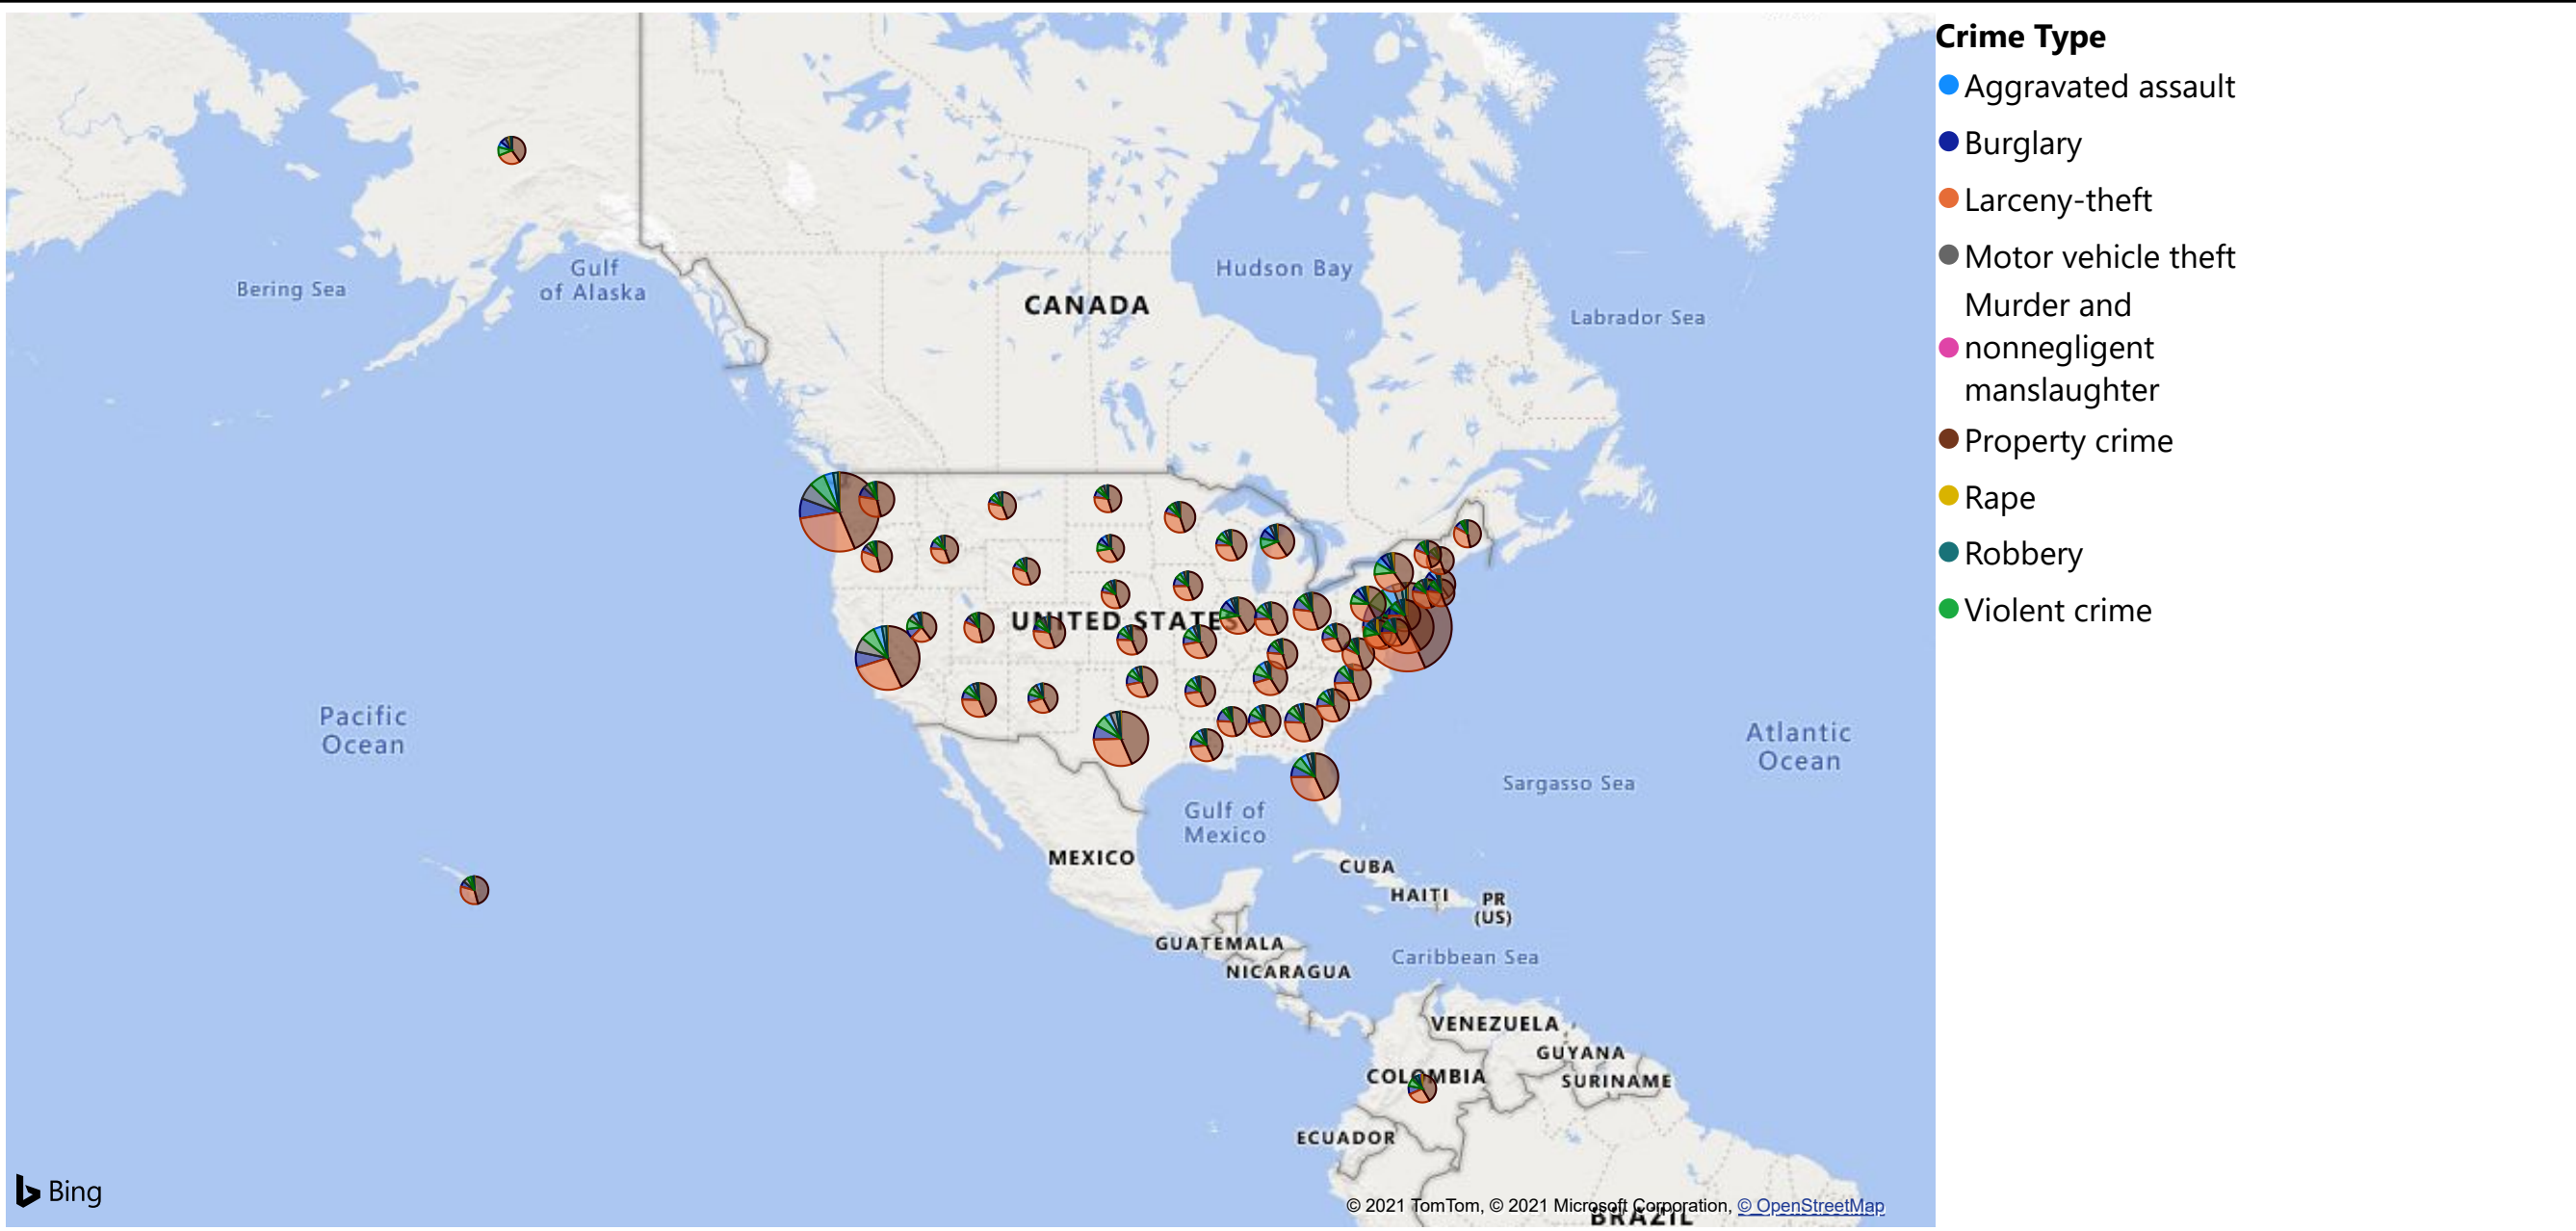 Crime Type
Aggravated assault
Burglary
Larceny-theft
Motor vehicle theft
Murder and
nonnegligent
manslaughter
Property crime
Rape
Robbery
Violent crime
Bering Sea
Gulf
of Alaska
Hudson Bay
CANADA
Labrador Sea
UNITED STATES
Pacific
Ocean
Atlantic
Ocean
Sargasso Sea
Gulf of
Mexico
MEXICO
CUBA
HAITI
PR
(US)
GUATEMALA
Caribbean Sea
NICARAGUA
VENEZUELA
GUYANA
COLOMBIA
SURINAME
ECUADOR
BRAZIL
Bing
© 2021 TomTom, © 2021 Microsoft Corporation, © OpenStreetMap